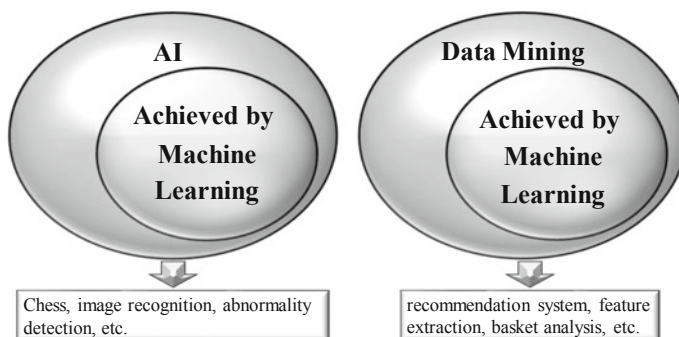 AI
Achieved by
Machine
Learning
Chess, image recognition, abnormality
detection, etc.
Data Mining
Achieved by
Machine
Learning
recommendation system, feature
extraction, basket analysis, etc.